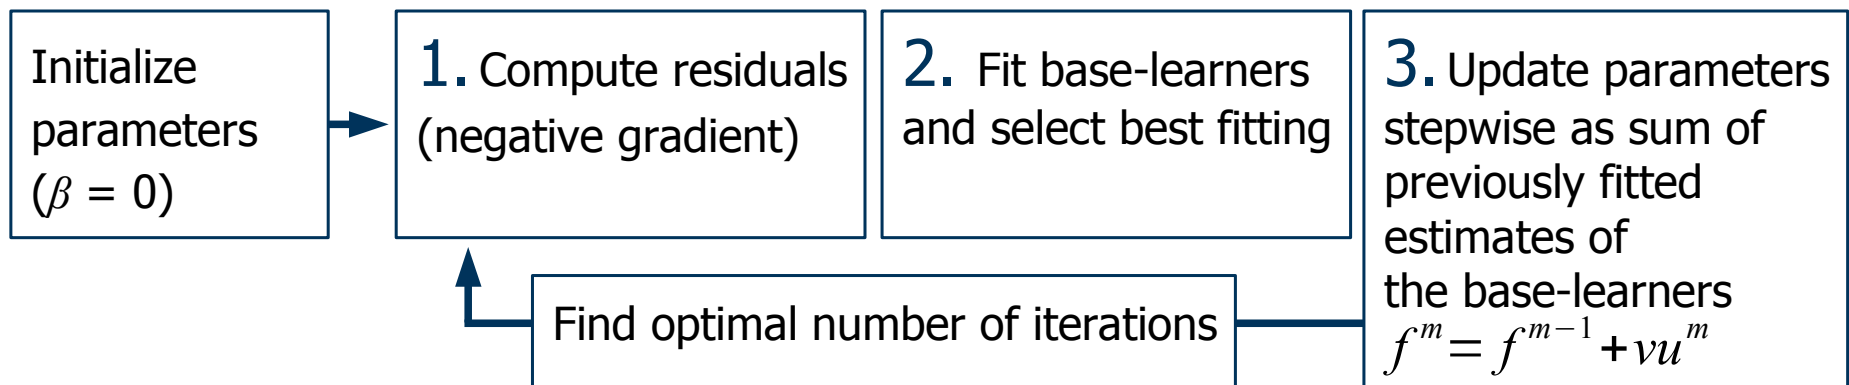 Initialize
parameters
(β = 0)
1. Compute residuals
(negative gradient)
2. Fit base-learners
and select best fitting
3. Update parameters
stepwise as sum of
previously fitted
estimates of
the base-learners
f^m = f^{m−1} + νu^m
Find optimal number of iterations